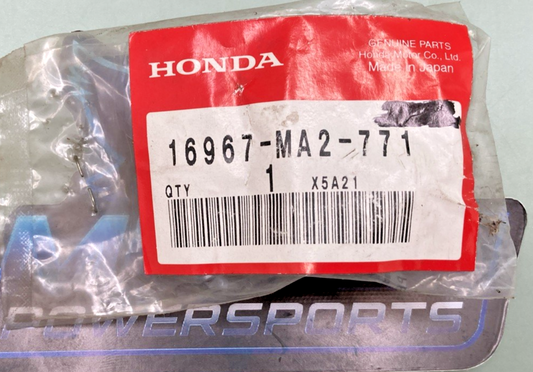 HONDA
GENUINE PARTS
Honda Motor Co., Ltd.
Made in Japan
16967-MA2-771
QTY 1 X5A21
POWERSPORTS